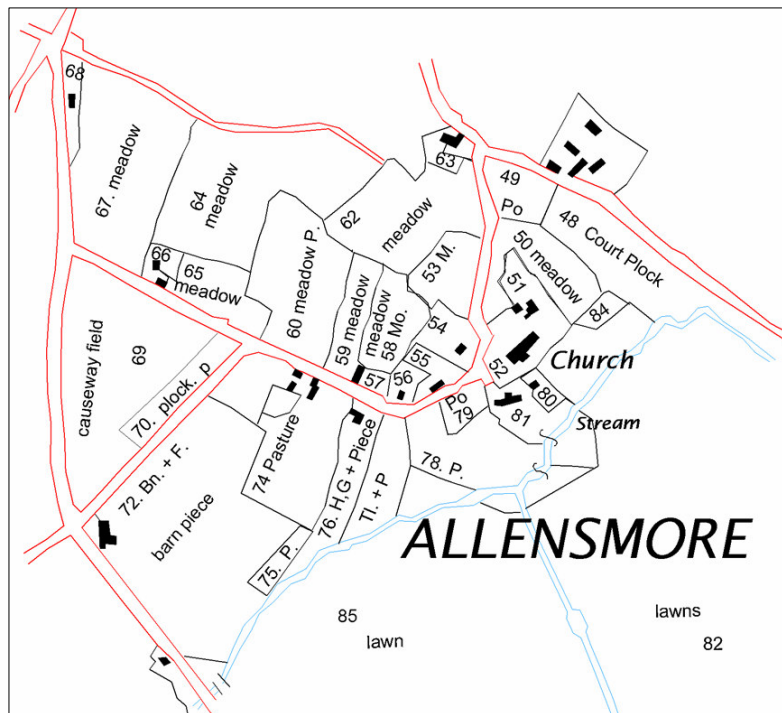 68
67. meadow
64
meadow
66
65
meadow
60 meadow P.
62
meadow
63
59 meadow
meadow
58 Mo.
53 M.
54
55
56
57
49
Po
48 Court Plock
50 meadow
51
84
52
Church
80
81
Stream
Po
79
78. P.
causeway field
69
70. plock. p
72. Bn. + F.
barn piece
74 Pasture
75. P.
76. H,G + Piece
Tl. + P
ALLENSMORE
85
lawn
lawns
82